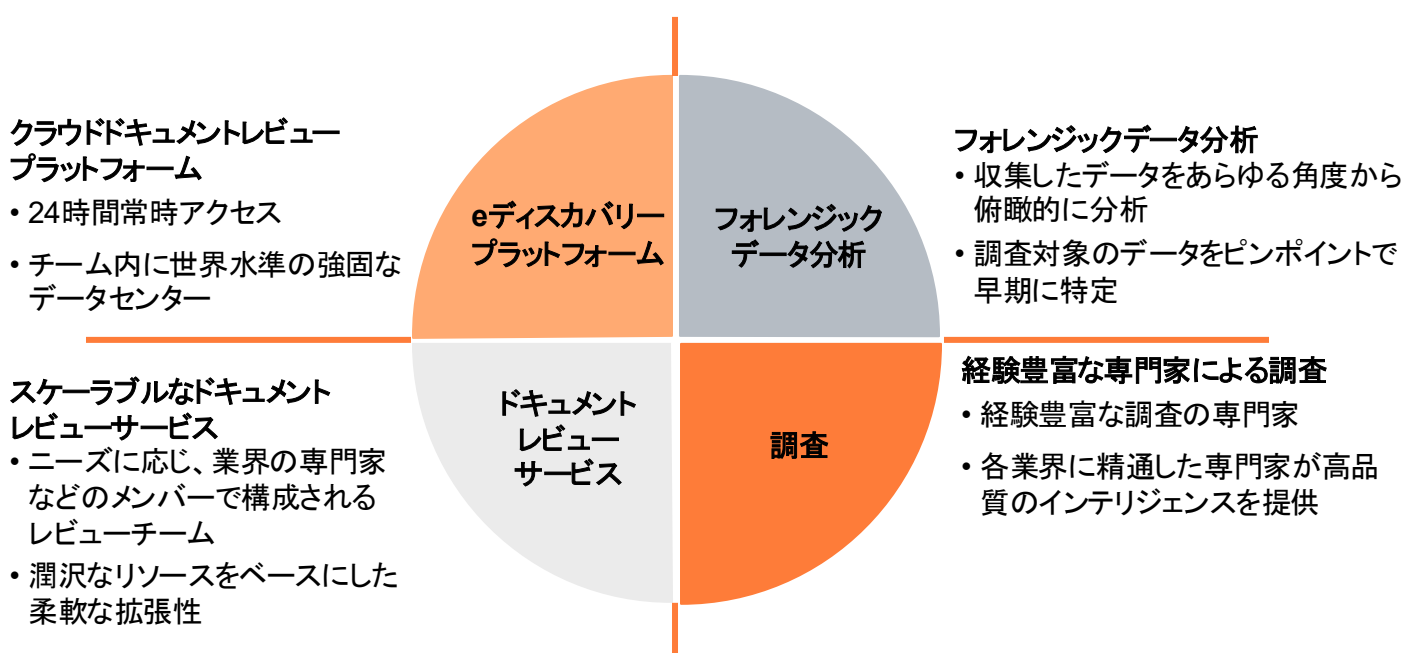 クラウドドキュメントレビュー
プラットフォーム
• 24時間常時アクセス
• チーム内に世界水準の強固な
データセンター
eディスカバリー
プラットフォーム
フォレンジック
データ分析
フォレンジックデータ分析
• 収集したデータをあらゆる角度から
俯瞰的に分析
• 調査対象のデータをピンポイントで
早期に特定
スケーラブルなドキュメント
レビューサービス
• ニーズに応じ、業界の専門家
などのメンバーで構成される
レビューチーム
• 潤沢なリソースをベースにした
柔軟な拡張性
ドキュメント
レビュー
サービス
調査
経験豊富な専門家による調査
• 経験豊富な調査の専門家
• 各業界に精通した専門家が高品
質のインテリジェンスを提供